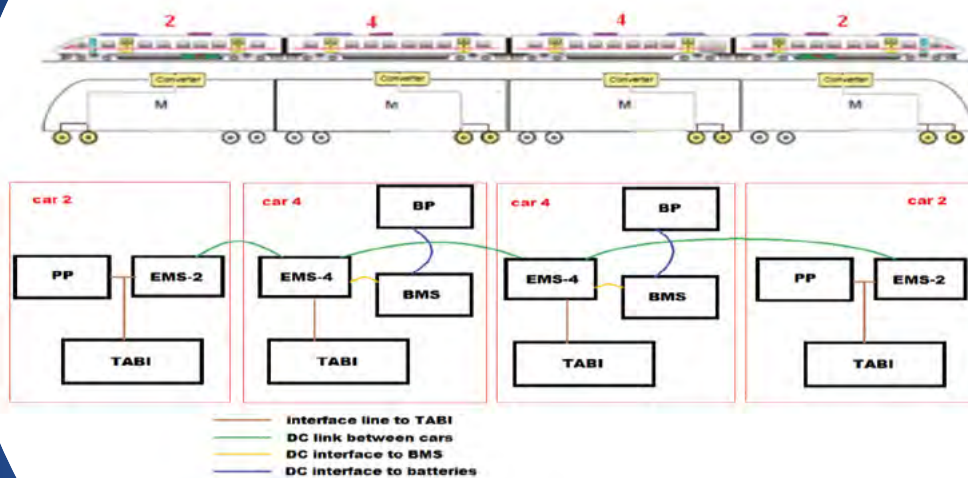 2 4 4 2
Converter Converter Converter Converter
M M M M
car 2 car 4 car 4 car 2
BP BP
PP EMS-2 EMS-4 EMS-4 PP EMS-2
BMS BMS
TABI TABI TABI TABI
interface line to TABI
DC link between cars
DC interface to BMS
DC interface to batteries